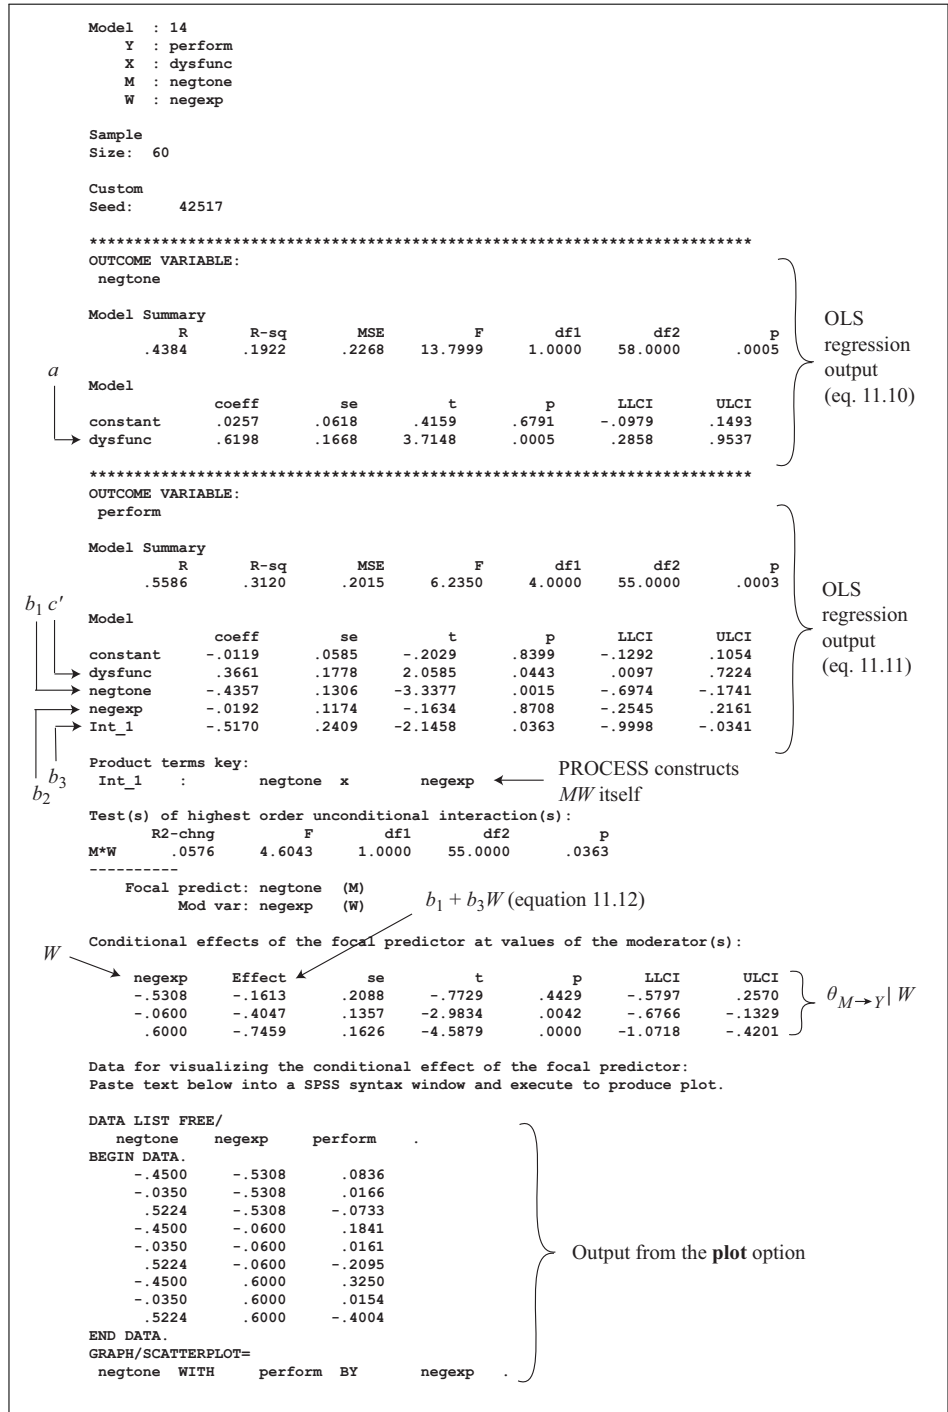 Model : 14
Y : perform
X : dysfunc
M : negtone
W : negexp
Sample
Size: 60
Custom
Seed: 42517
**************************************************************************
OUTCOME VARIABLE:
negtone
Model Summary
R R-sq MSE F df1 df2 p
.4384 .1922 .2268 13.7999 1.0000 58.0000 .0005
Model
coeff se t p LLCI ULCI
constant .0257 .0618 .4159 .6791 -.0979 .1493
dysfunc .6198 .1668 3.7148 .0005 .2858 .9537
a
OLS
regression
output
(eq. 11.10)
**************************************************************************
OUTCOME VARIABLE:
perform
Model Summary
R R-sq MSE F df1 df2 p
.5586 .3120 .2015 6.2350 4.0000 55.0000 .0003
Model
coeff se t p LLCI ULCI
constant -.0119 .0585 -.2029 .8399 -.1292 .1054
dysfunc .3661 .1778 2.0585 .0443 .0097 .7224
negtone -.4357 .1306 -3.3377 .0015 -.6974 -.1741
negexp -.0192 .1174 -.1634 .8708 -.2545 .2161
Int_1 -.5170 .2409 -2.1458 .0363 -.9998 -.0341
b1 c′
b2 b3
OLS
regression
output
(eq. 11.11)
Product terms key:
Int_1 : negtone x negexp
PROCESS constructs
MW itself
Test(s) of highest order unconditional interaction(s):
R2-chng F df1 df2 p
M*W .0576 4.6043 1.0000 55.0000 .0363
----------
Focal predict: negtone (M)
Mod var: negexp (W)
b1 + b3W (equation 11.12)
Conditional effects of the focal predictor at values of the moderator(s):
W
negexp Effect se t p LLCI ULCI
-.5308 -.1613 .2088 -.7729 .4429 -.5797 .2570
-.0600 -.4047 .1357 -2.9834 .0042 -.6766 -.1329
.6000 -.7459 .1626 -4.5879 .0000 -1.0718 -.4201
θM→Y| W
Data for visualizing the conditional effect of the focal predictor:
Paste text below into a SPSS syntax window and execute to produce plot.
DATA LIST FREE/
negtone negexp perform .
BEGIN DATA.
-.4500 -.5308 .0836
-.0350 -.5308 .0166
.5224 -.5308 -.0733
-.4500 -.0600 .1841
-.0350 -.0600 .0161
.5224 -.0600 -.2095
-.4500 .6000 .3250
-.0350 .6000 .0154
.5224 .6000 -.4004
END DATA.
GRAPH/SCATTERPLOT=
negtone WITH perform BY negexp .
Output from the plot option